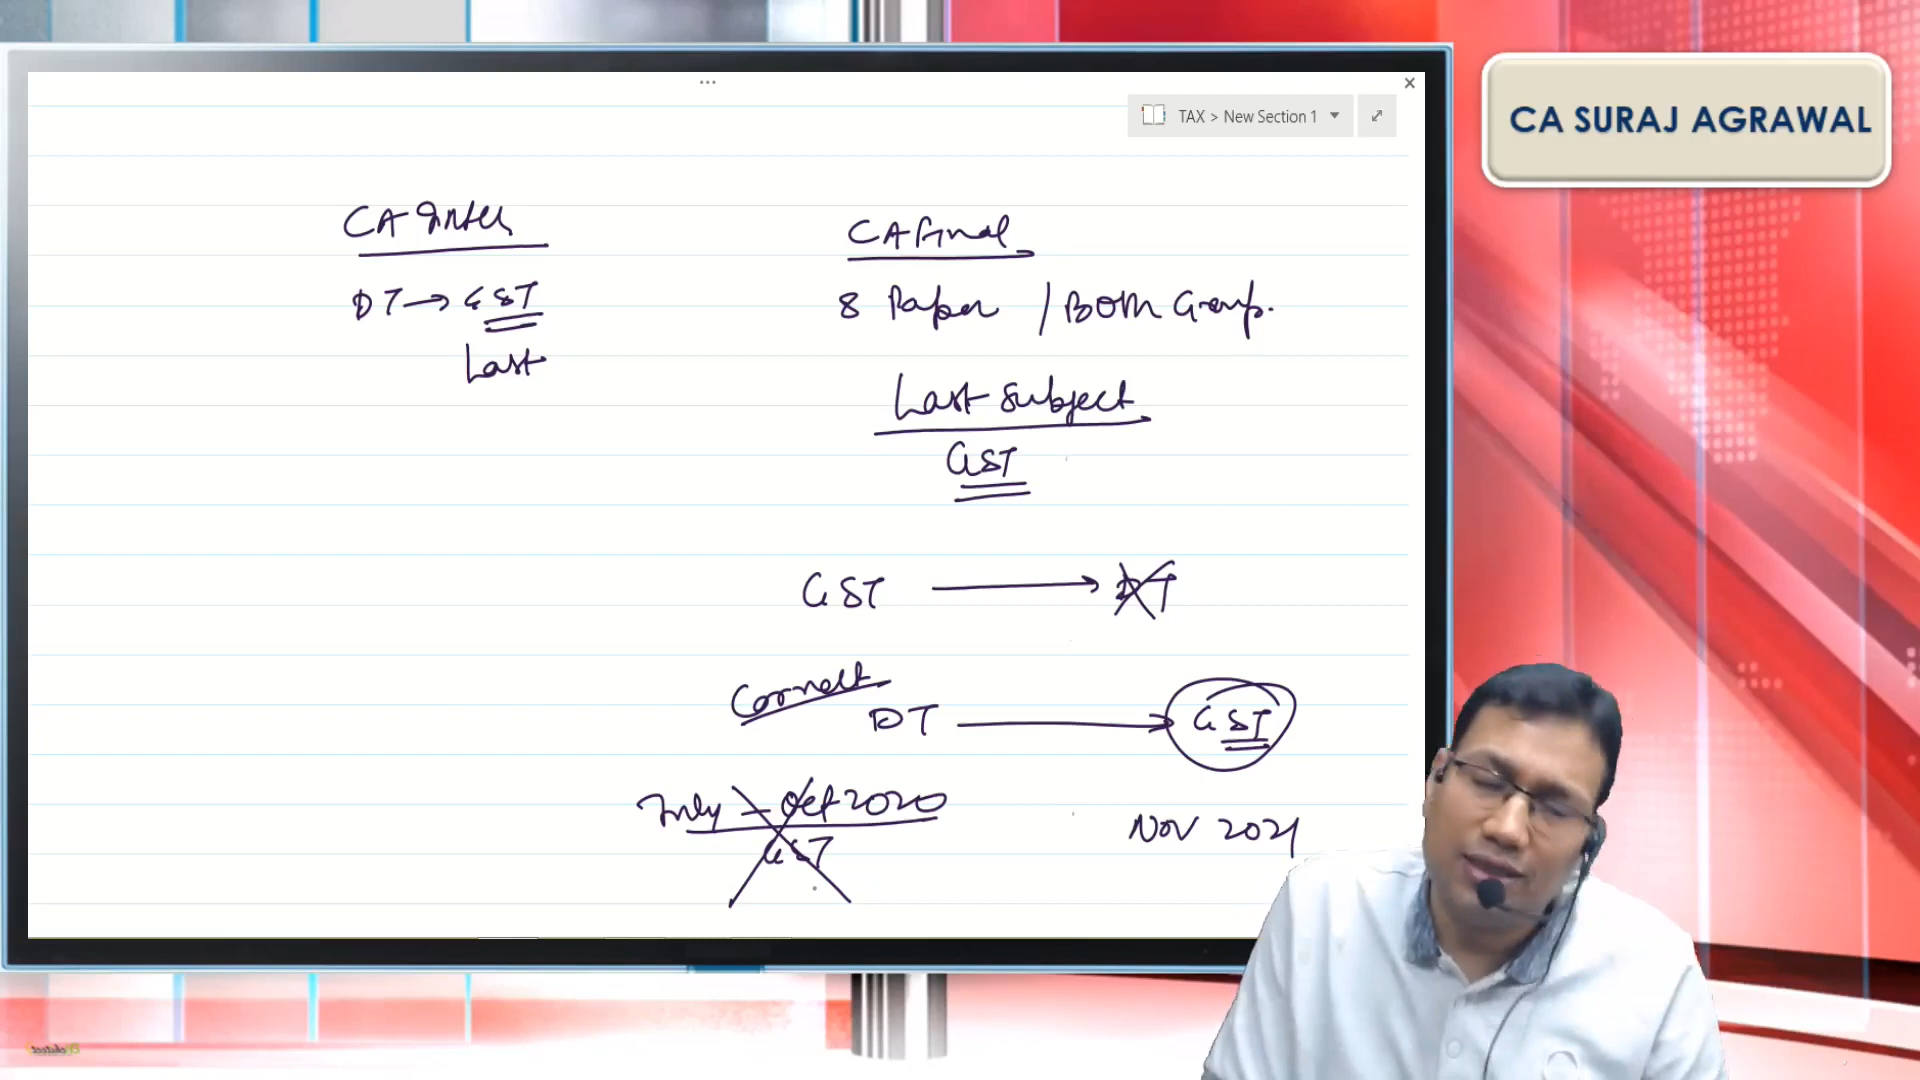 CA SURAJ AGRAWAL
TAX > New Section 1
CA Inter
DT → GST
Last
CA Final
8 Paper / Both Group.
Last Subject
GST
GST → DT
Correct
DT → GST
July - Oct 2020
GST
Nov 2021